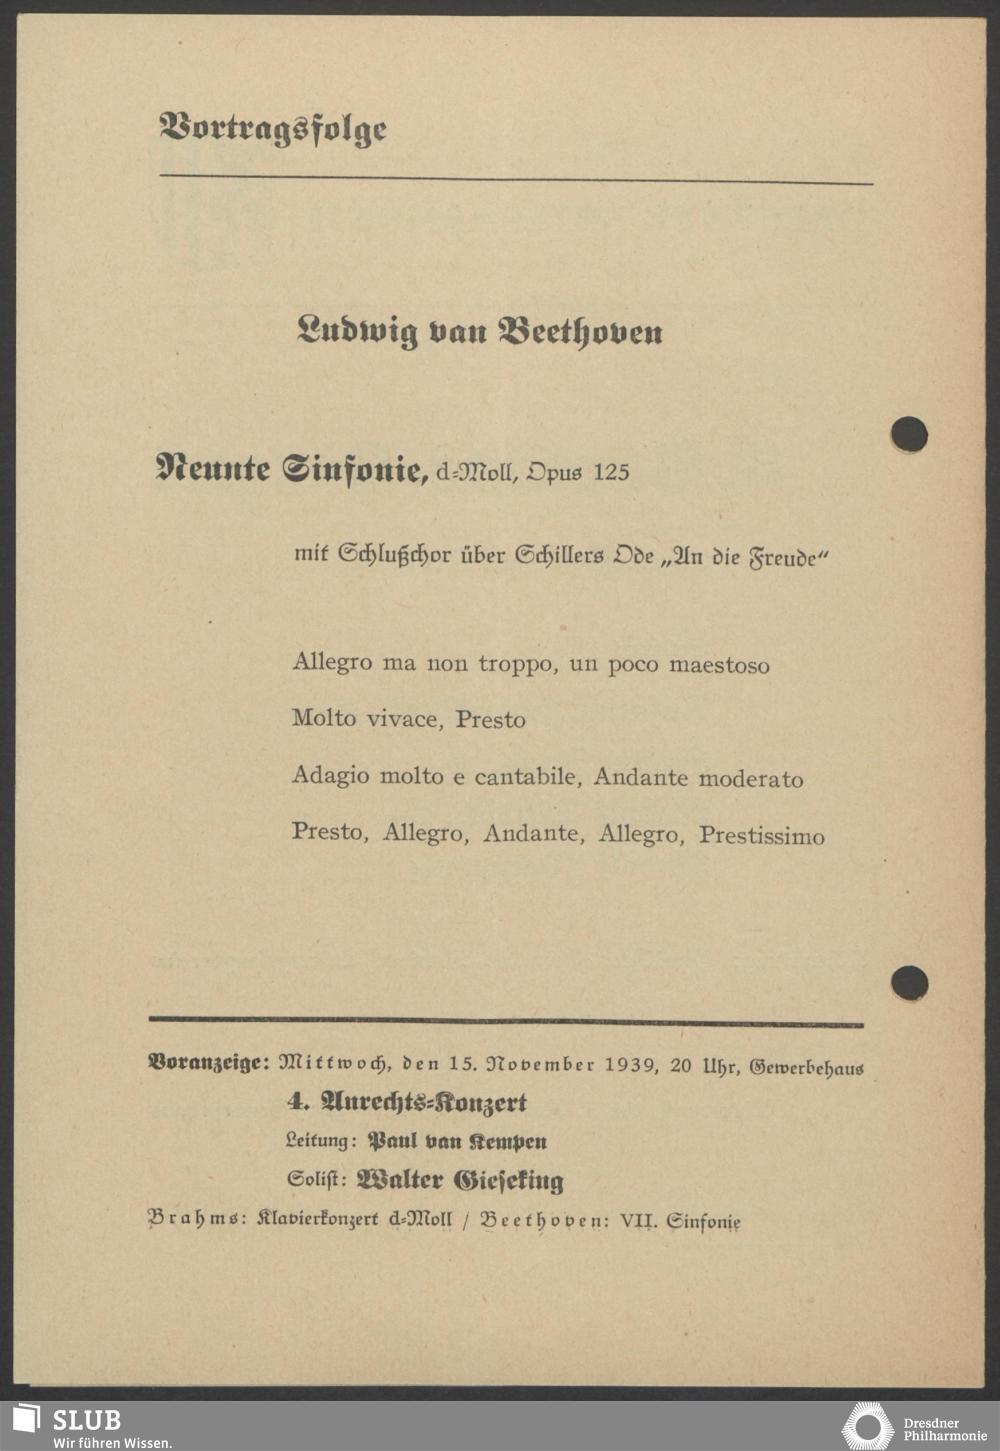 Vortragsfolge
Ludwig van Beethoven
Neunte Sinfonie, d-Moll, Opus 125
mit Schlußchor über Schillers Ode „An die Freude“
Allegro ma non troppo, un poco maestoso
Molto vivace, Presto
Adagio molto e cantabile, Andante moderato
Presto, Allegro, Andante, Allegro, Prestissimo
Voranzeige: Mittwoch, den 15. November 1939, 20 Uhr, Gewerbehaus
4. Anrechts-Konzert
Leitung: Paul van Kempen
Solist: Walter Gieseking
Brahms: Klavierkonzert d-Moll / Beethoven: VII. Sinfonie
SLUB
Wir führen Wissen.
Dresdner
Philharmonie